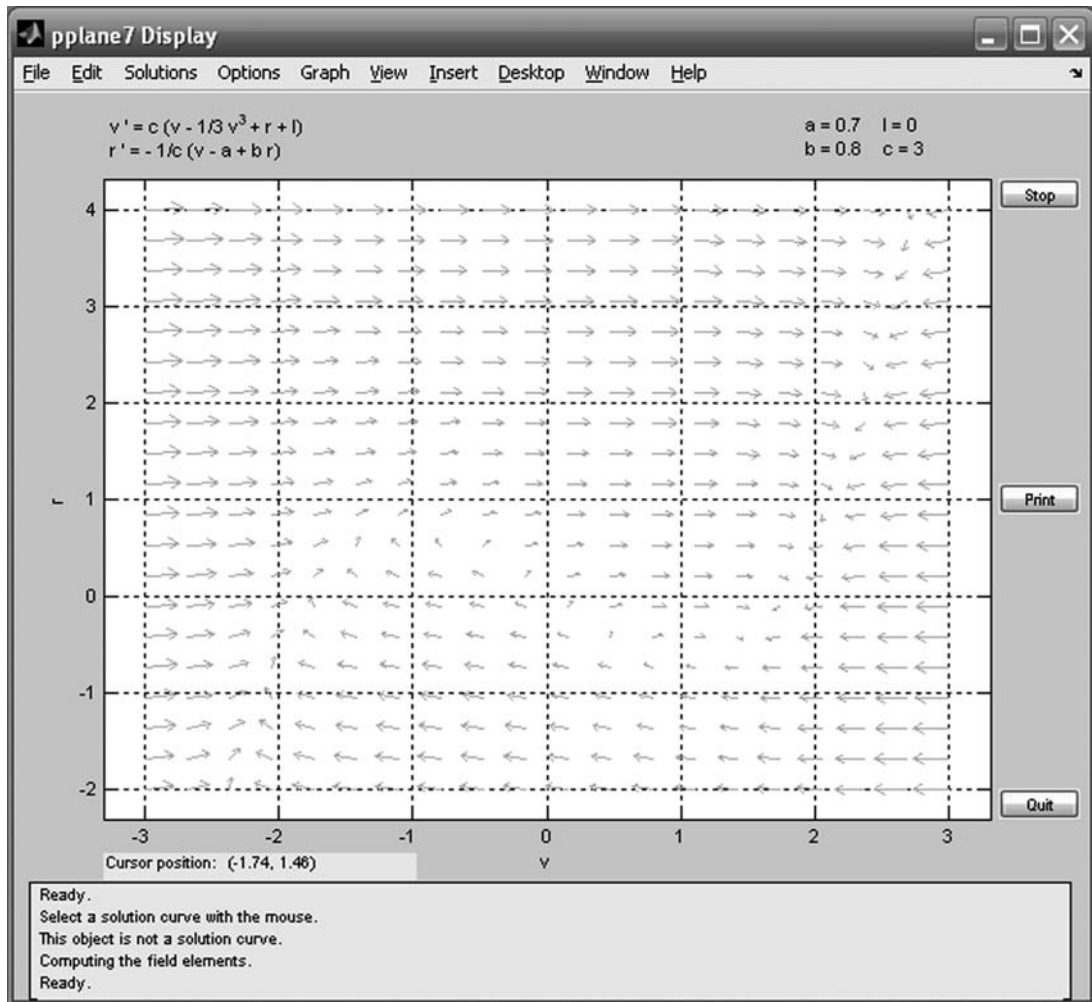 pplane7 Display
File Edit Solutions Options Graph View Insert Desktop Window Help
v ' = c (v - 1/3 v³ + r + I)
r ' = - 1/c (v - a + b r)
a = 0.7 I = 0
b = 0.8 c = 3
4
3
2
1
0
-1
-2
r
-3 -2 -1 0 1 2 3
v
Stop
Print
Quit
Cursor position: (-1.74, 1.46)
Ready.
Select a solution curve with the mouse.
This object is not a solution curve.
Computing the field elements.
Ready.